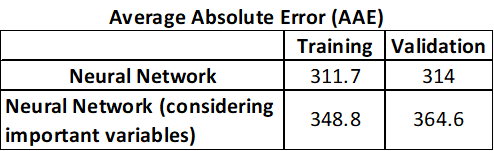 Average Absolute Error (AAE)
Training Validation
Neural Network 311.7 314
Neural Network (considering
important variables) 348.8 364.6